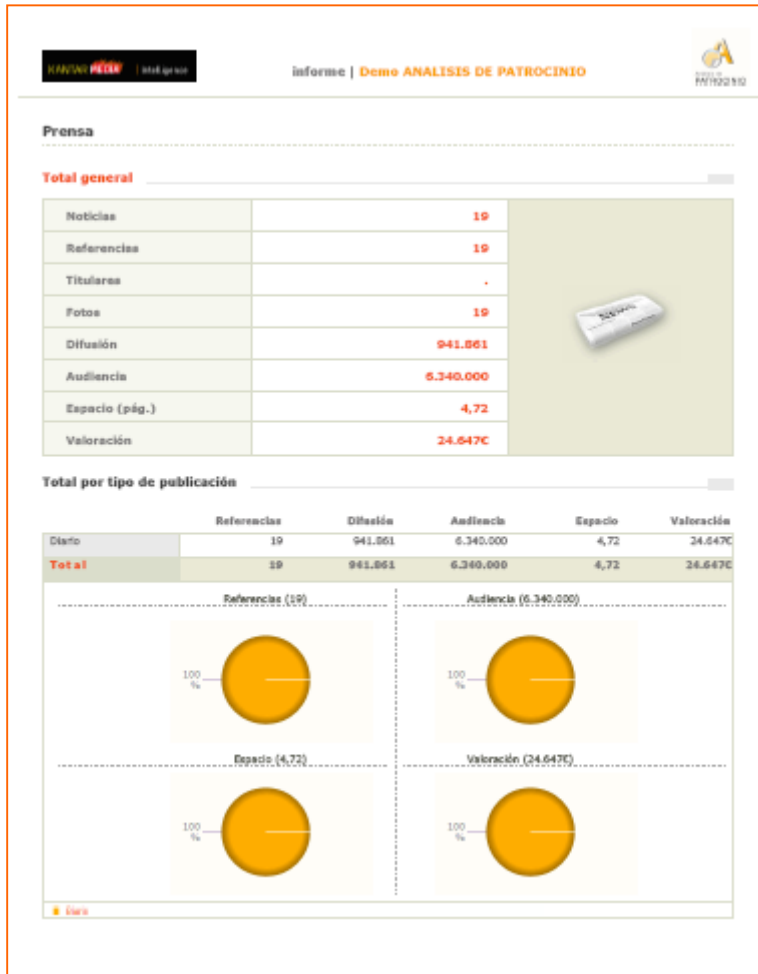 KANTAR MEDIA | intelligence
informe | Demo ANALISIS DE PATROCINIO
PATROCINIO
Prensa
Total general
Noticias 19
Referencias 19
Titulares .
Fotos 19
Difusión 941.861
Audiencia 6.340.000
Espacio (pág.) 4,72
Valoración 24.647€
NEWS
Total por tipo de publicación
Referencias Difusión Audiencia Espacio Valoración
Diario 19 941.861 6.340.000 4,72 24.647€
Total 19 941.861 6.340.000 4,72 24.647€
Referencias (19) Audiencia (6.340.000)
100 % 100 %
Espacio (4,72) Valoración (24.647€)
100 % 100 %
Diario